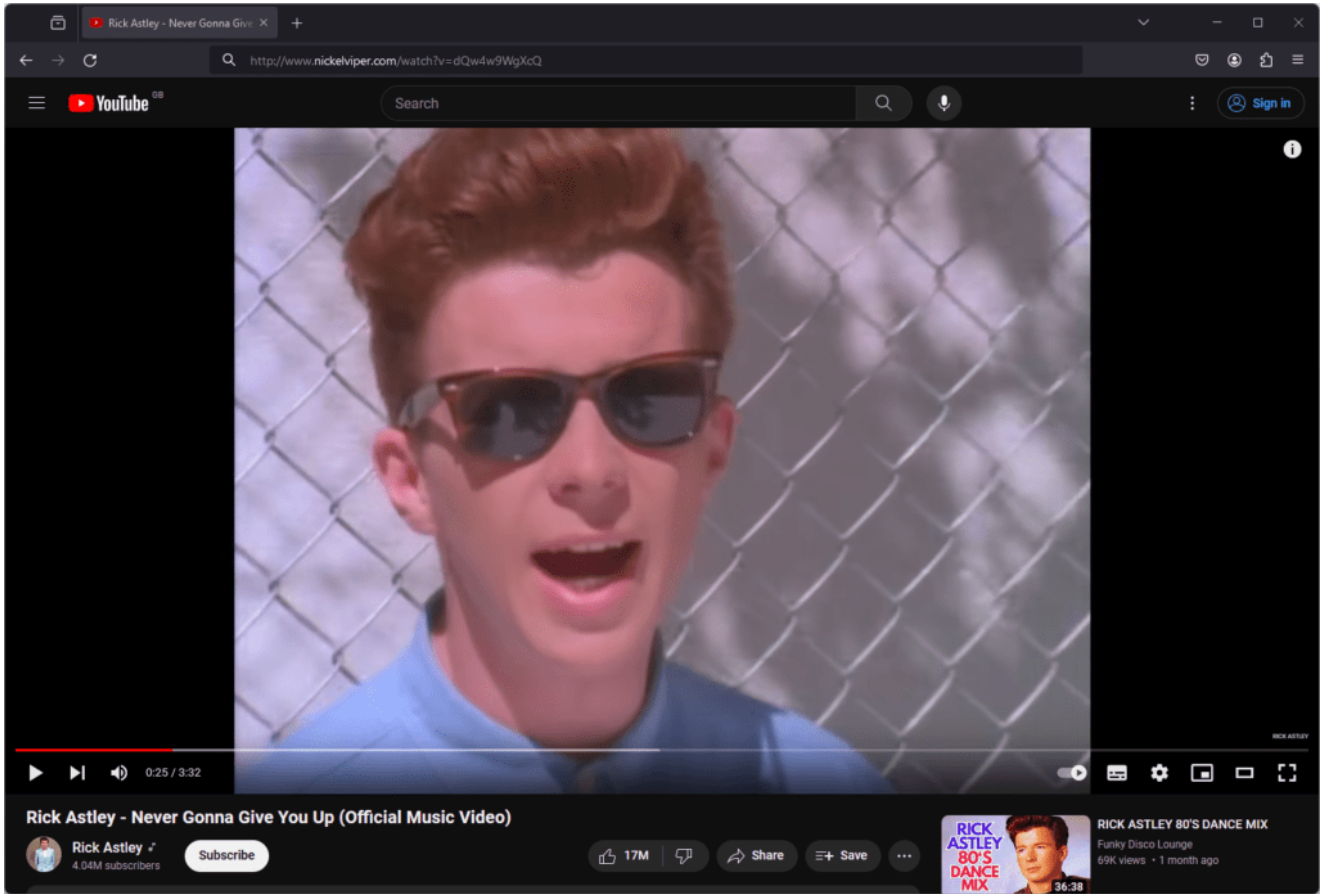 Rick Astley - Never Gonna Give
http://www.nickelviper.com/watch?v=dQw4w9WgXcQ
YouTube GB
Search
Sign in
RICK ASTLEY
0:25 / 3:32
Rick Astley - Never Gonna Give You Up (Official Music Video)
Rick Astley
4.04M subscribers
Subscribe
17M
Share
Save
RICK
ASTLEY
80'S
DANCE
MIX
36:38
RICK ASTLEY 80'S DANCE MIX
Funky Disco Lounge
69K views • 1 month ago